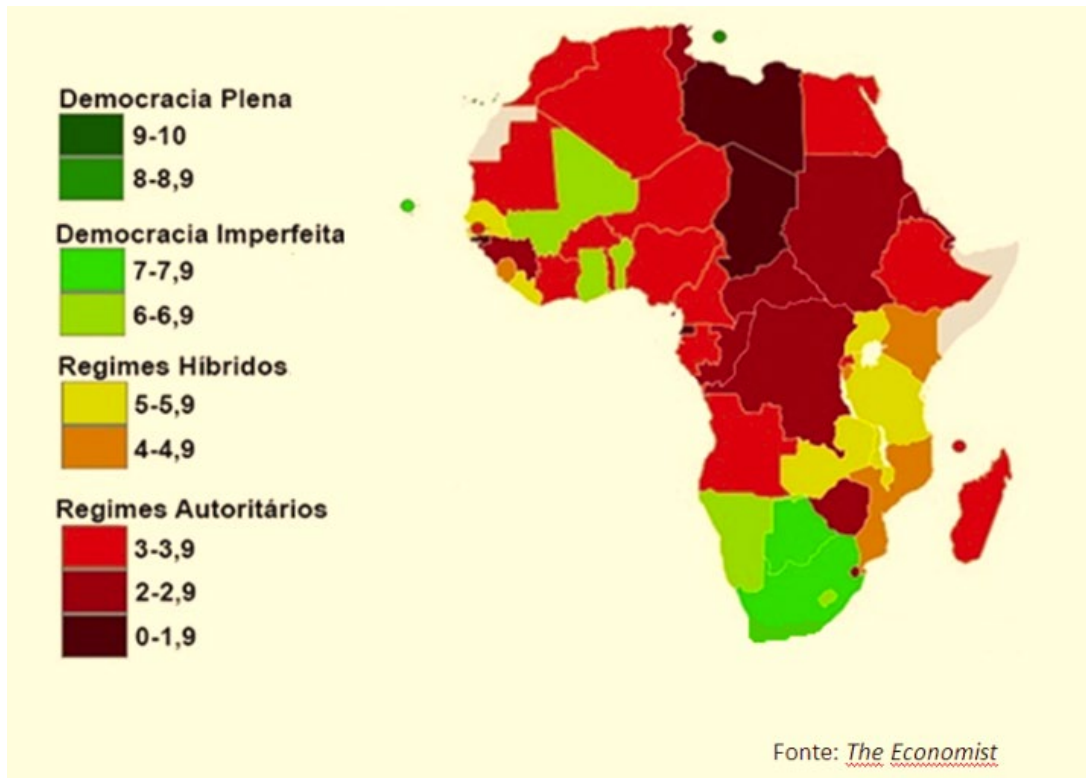 Democracia Plena
9-10
8-8,9
Democracia Imperfeita
7-7,9
6-6,9
Regimes Híbridos
5-5,9
4-4,9
Regimes Autoritários
3-3,9
2-2,9
0-1,9
Fonte: The Economist